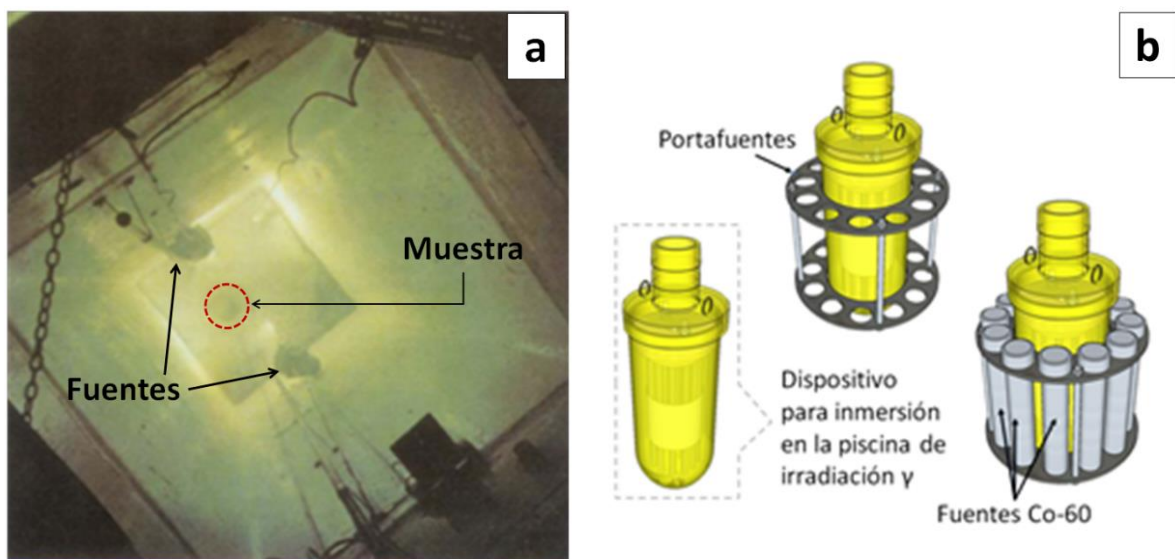 a
Muestra
Fuentes
b
Portafuentes
Dispositivo
para inmersión
en la piscina de
irradiación γ
Fuentes Co-60